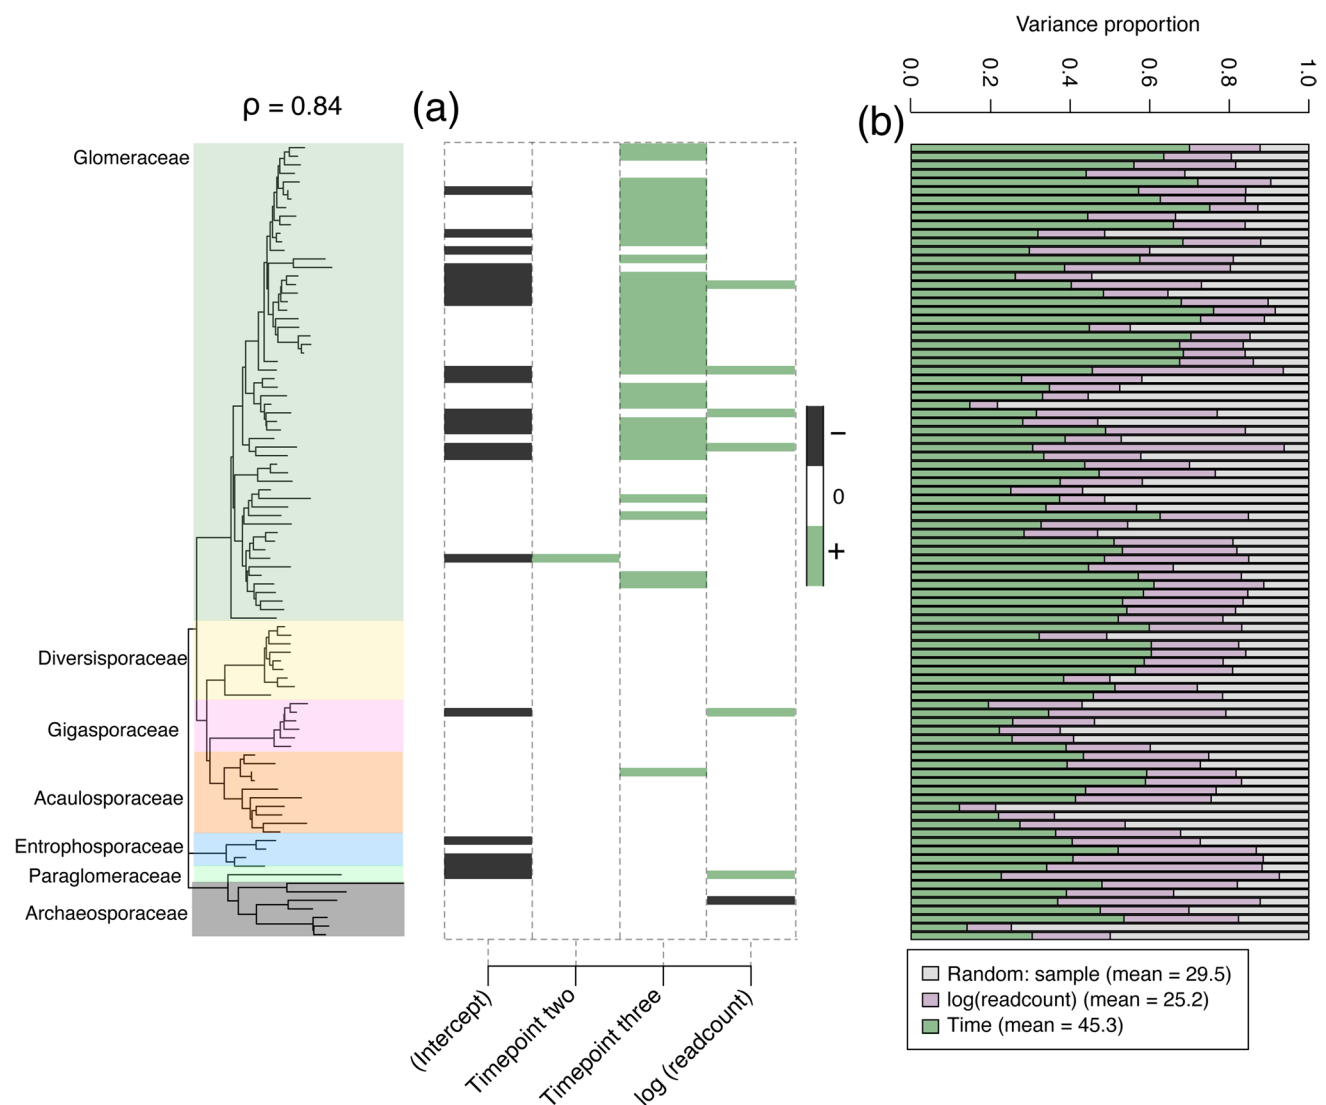 Variance proportion
0.0
0.2
0.4
0.6
0.8
1.0
ρ = 0.84
(a)
(b)
Glomeraceae
Diversisporaceae
Gigasporaceae
Acaulosporaceae
Entrophosporaceae
Paraglomeraceae
Archaeosporaceae
−
0
+
(Intercept)
Timepoint two
Timepoint three
log (readcount)
Random: sample (mean = 29.5)
log(readcount) (mean = 25.2)
Time (mean = 45.3)